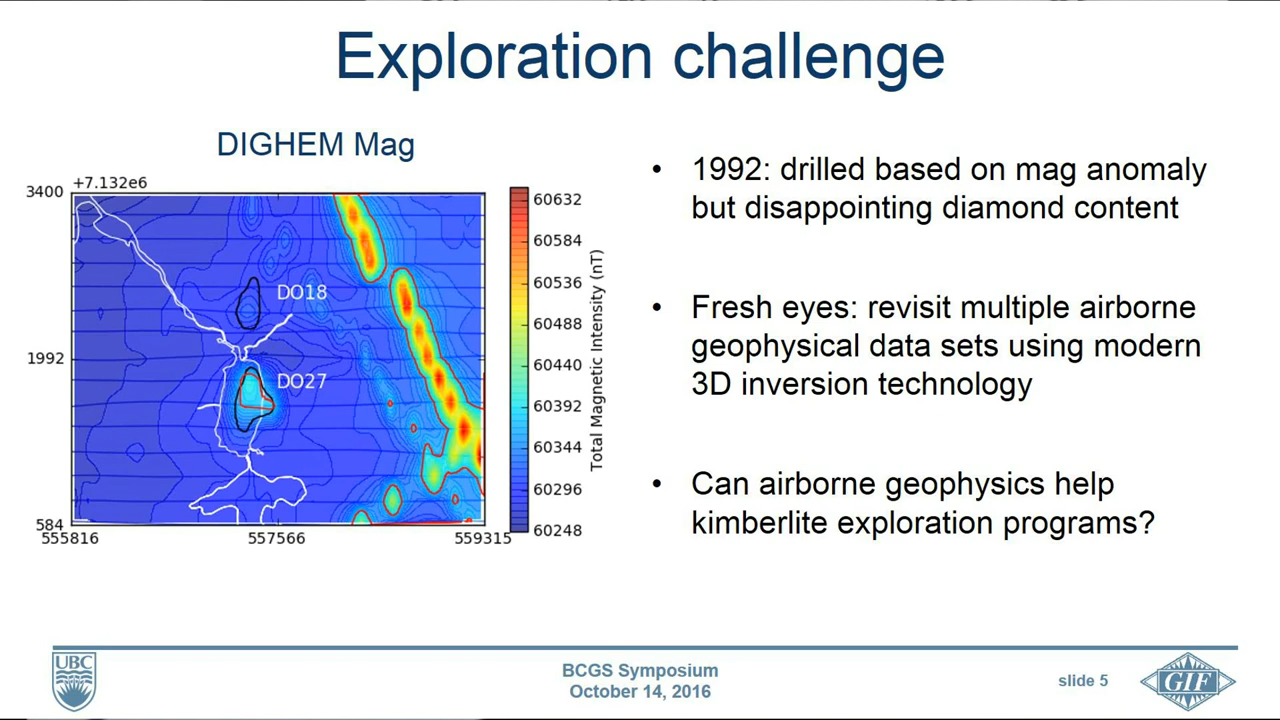 Exploration challenge
DIGHEM Mag
+7.132e6
3400
1992
584
555816
557566
559315
DO18
DO27
60632
60584
60536
60488
60440
60392
60344
60296
60248
Total Magnetic Intensity (nT)
• 1992: drilled based on mag anomaly
but disappointing diamond content
• Fresh eyes: revisit multiple airborne
geophysical data sets using modern
3D inversion technology
• Can airborne geophysics help
kimberlite exploration programs?
UBC
BCGS Symposium
October 14, 2016
slide 5
GIF